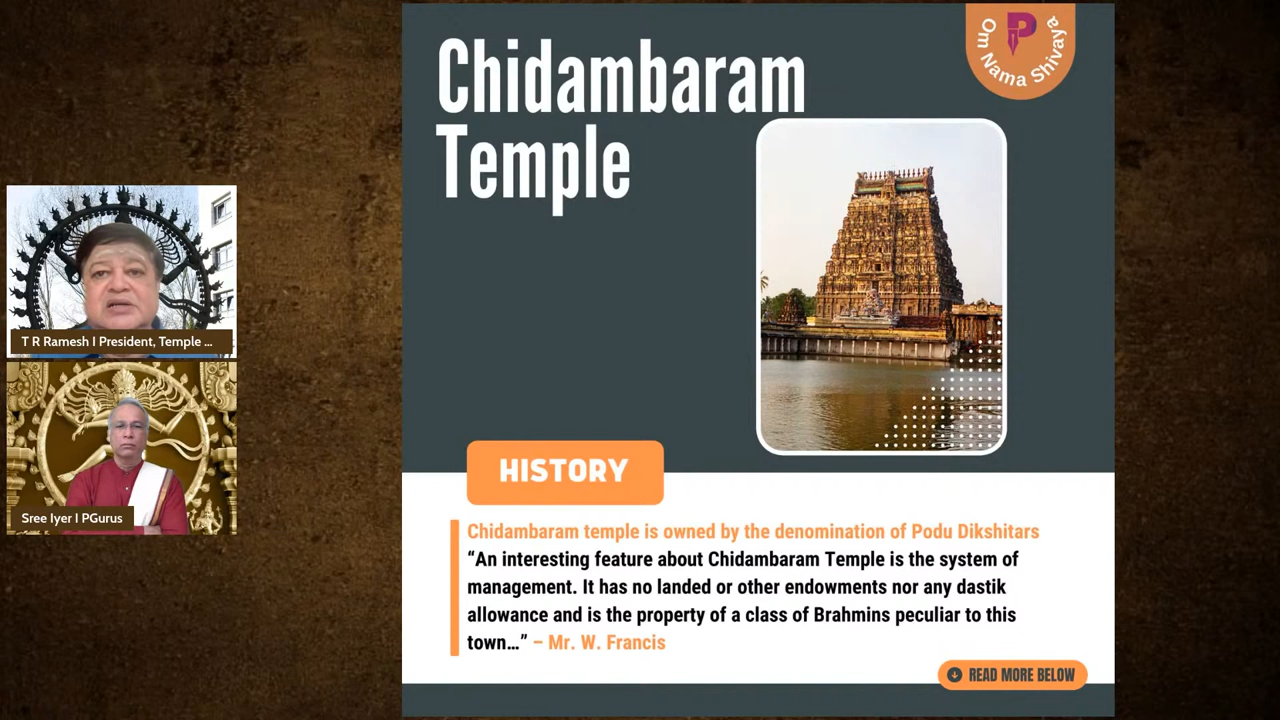 Chidambaram
Temple
P
Om Nama Shivaya
T R Ramesh I President, Temple ...
Sree Iyer I PGurus
HISTORY
Chidambaram temple is owned by the denomination of Podu Dikshitars
“An interesting feature about Chidambaram Temple is the system of
management. It has no landed or other endowments nor any dastik
allowance and is the property of a class of Brahmins peculiar to this
town...” – Mr. W. Francis
READ MORE BELOW